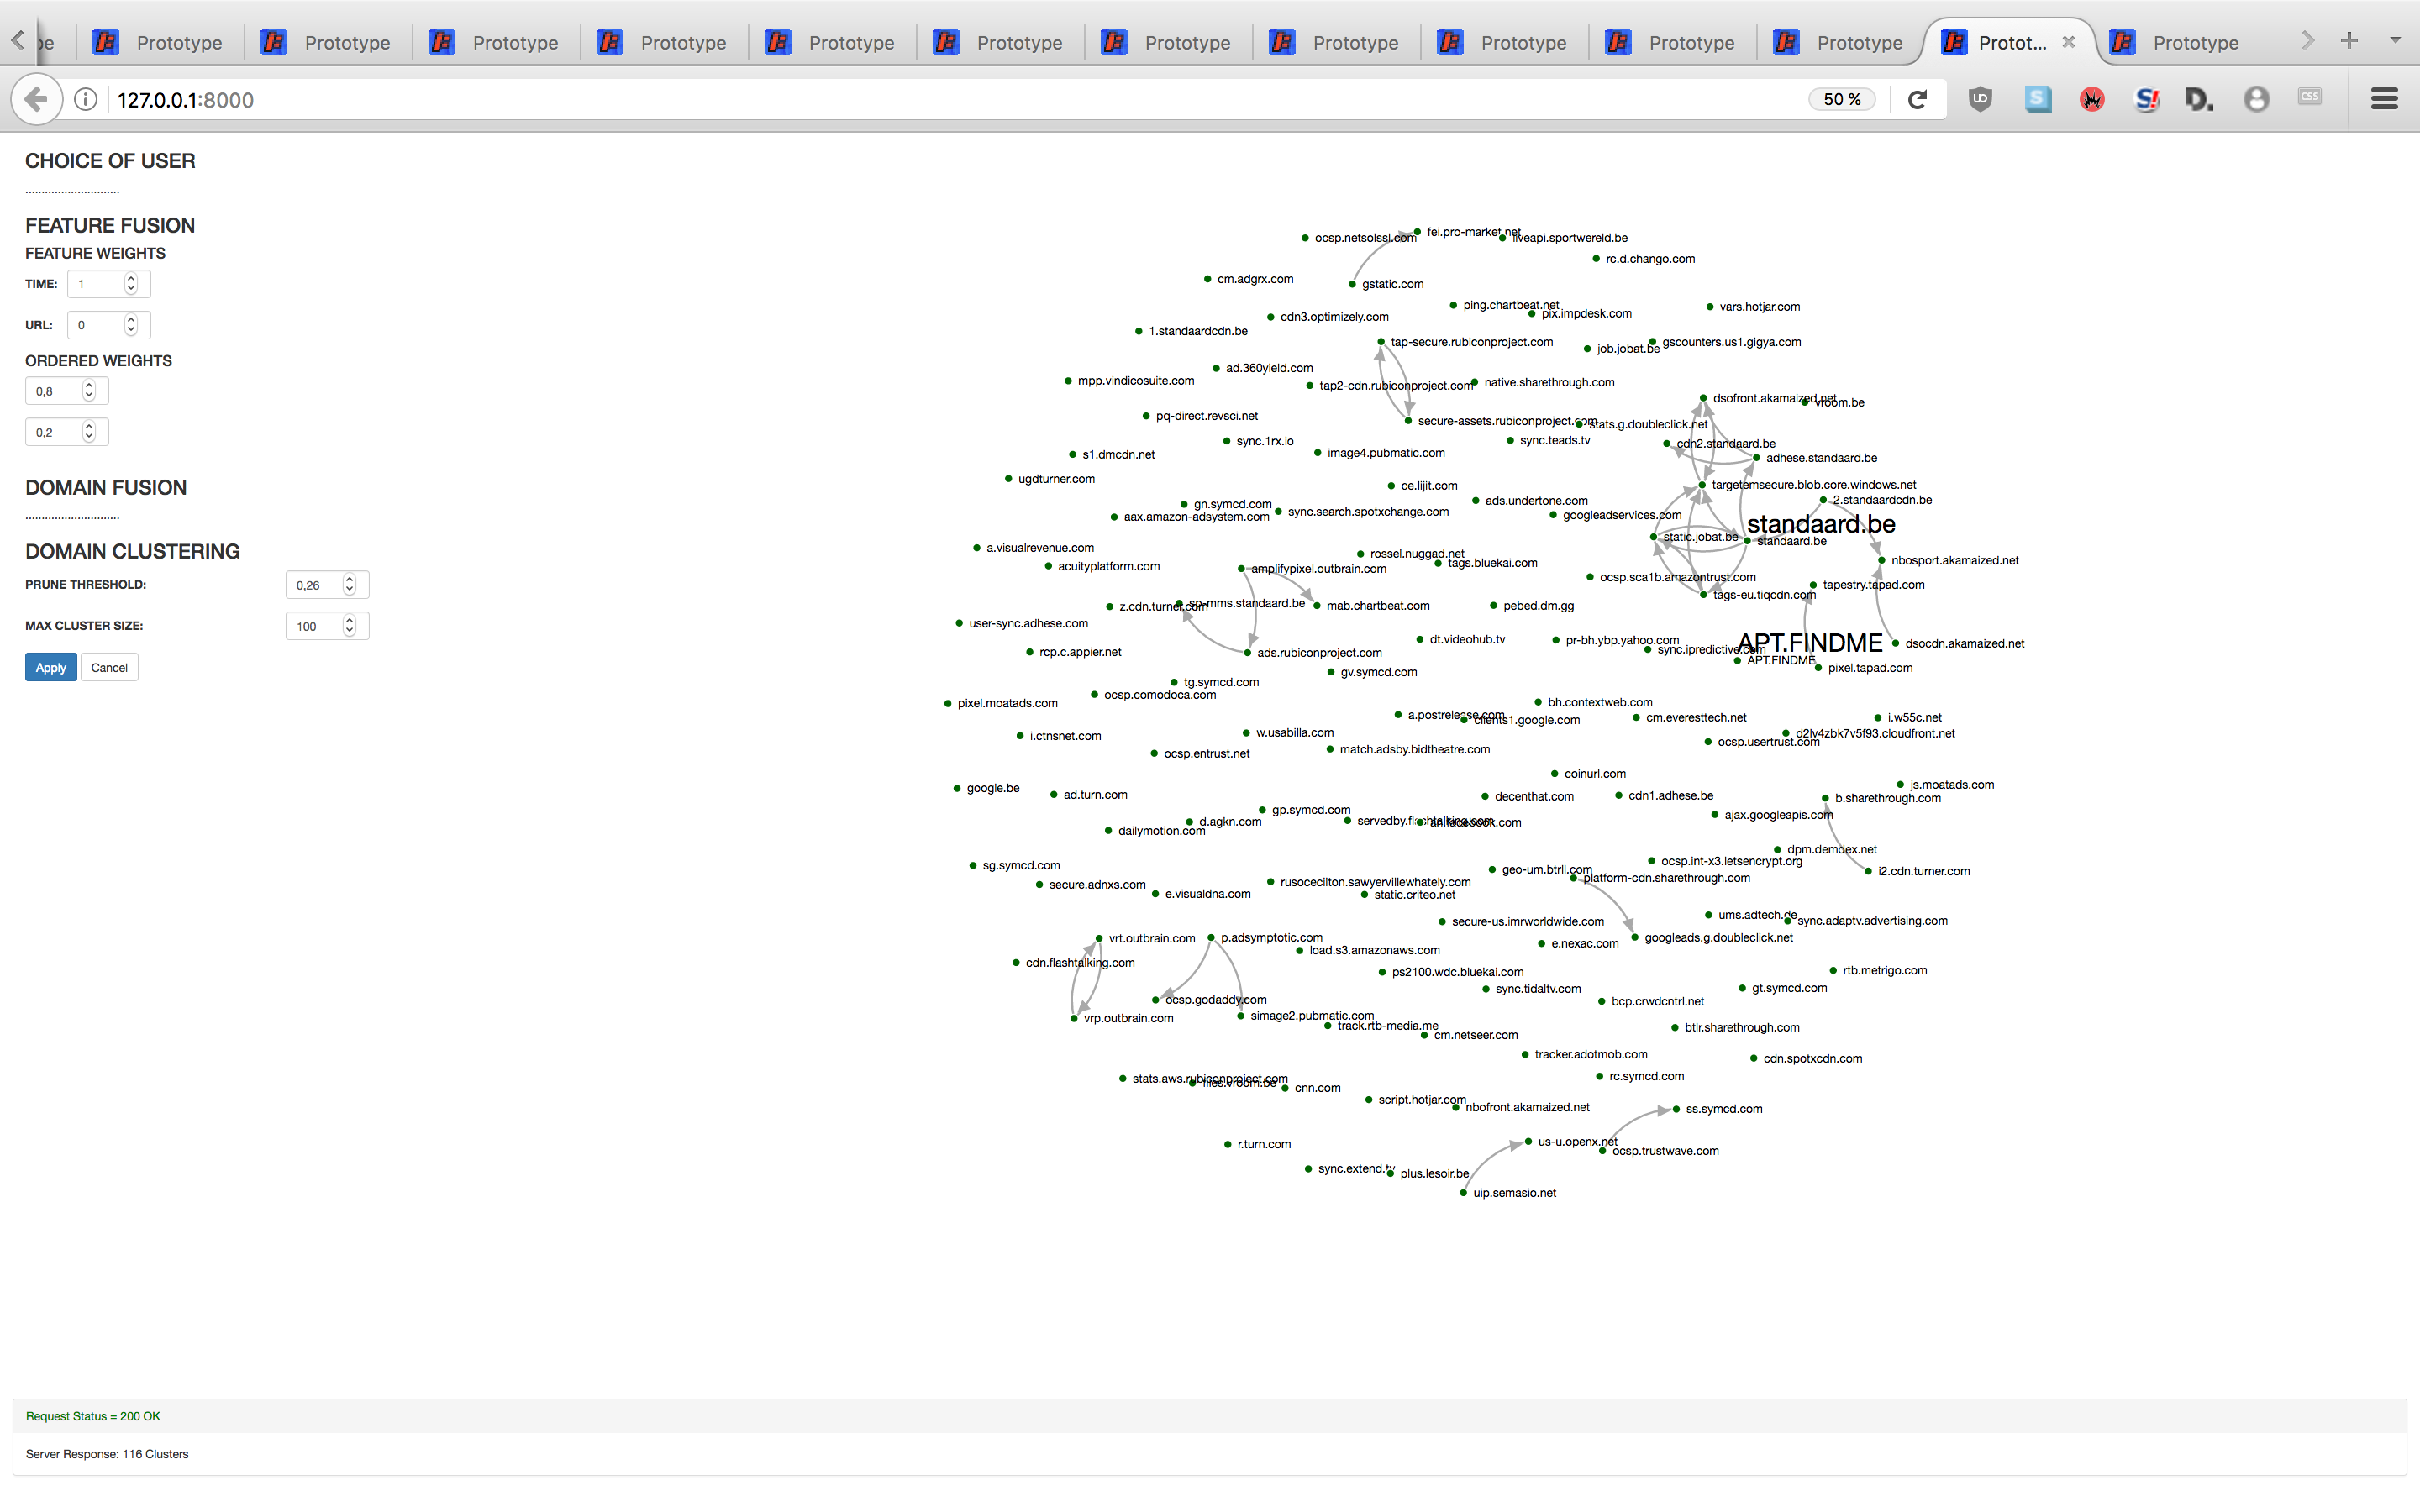 be Prototype Prototype Prototype Prototype Prototype Prototype Prototype Prototype Prototype Prototype Prototype Protot... Prototype
127.0.0.1:8000 50 %
CHOICE OF USER
.............................
FEATURE FUSION
FEATURE WEIGHTS
TIME: 1
URL: 0
ORDERED WEIGHTS
0,8
0,2
DOMAIN FUSION
.............................
DOMAIN CLUSTERING
PRUNE THRESHOLD: 0,26
MAX CLUSTER SIZE: 100
Apply Cancel
fei.pro-market.net
ocsp.netsolssl.com
liveapi.sportwereld.be
rc.d.chango.com
cm.adgrx.com
gstatic.com
ping.chartbeat.net
vars.hotjar.com
pix.impdesk.com
cdn3.optimizely.com
1.standaardcdn.be
tap-secure.rubiconproject.com
gscounters.us1.gigya.com
job.jobat.be
ad.360yield.com
mpp.vindicosuite.com
native.sharethrough.com
tap2-cdn.rubiconproject.com
dsofront.akamaized.net
vroom.be
pq-direct.revsci.net
secure-assets.rubiconproject.com
stats.g.doubleclick.net
sync.1rx.io
sync.teads.tv
cdn2.standaard.be
s1.dmcdn.net
image4.pubmatic.com
adhese.standaard.be
ugdturner.com
ce.lijit.com
targetemsecure.blob.core.windows.net
ads.undertone.com
2.standaardcdn.be
gn.symcd.com
sync.search.spotxchange.com
aax.amazon-adsystem.com
googleadservices.com
standaard.be
static.jobat.be
standaard.be
a.visualrevenue.com
rossel.nuggad.net
tags.bluekai.com
nbosport.akamaized.net
acuityplatform.com
amplifypixel.outbrain.com
ocsp.sca1b.amazontrust.com
tapestry.tapad.com
tags-eu.tiqcdn.com
z.cdn.turner.com
sp-mms.standaard.be
mab.chartbeat.com
pebed.dm.gg
user-sync.adhese.com
dt.videohub.tv
pr-bh.ybp.yahoo.com
APT.FINDME
dsocdn.akamaized.net
rcp.c.appier.net
ads.rubiconproject.com
sync.ipredictive.com
APT.FINDME
pixel.tapad.com
gv.symcd.com
tg.symcd.com
ocsp.comodoca.com
pixel.moatads.com
bh.contextweb.com
a.postrelease.com
clients1.google.com
cm.everesttech.net
i.w55c.net
i.ctnsnet.com
w.usabilla.com
d2lv4zbk7v5f93.cloudfront.net
ocsp.usertrust.com
ocsp.entrust.net
match.adsby.bidtheatre.com
coinurl.com
google.be
js.moatads.com
ad.turn.com
decenthat.com
cdn1.adhese.be
b.sharethrough.com
gp.symcd.com
ajax.googleapis.com
d.agkn.com
servedby.flashtalking.com
an.facebook.com
dailymotion.com
dpm.demdex.net
sg.symcd.com
ocsp.int-x3.letsencrypt.org
geo-um.btrll.com
i2.cdn.turner.com
platform-cdn.sharethrough.com
secure.adnxs.com
rusocecilton.sawyervillewhately.com
e.visualdna.com
static.criteo.net
ums.adtech.de
secure-us.imrworldwide.com
sync.adaptv.advertising.com
vrt.outbrain.com
p.adsymptotic.com
googleads.g.doubleclick.net
e.nexac.com
load.s3.amazonaws.com
cdn.flashtalking.com
ps2100.wdc.bluekai.com
rtb.metrigo.com
sync.tidaltv.com
gt.symcd.com
ocsp.godaddy.com
bcp.crwdcntrl.net
vrp.outbrain.com
simage2.pubmatic.com
track.rtb-media.me
btlr.sharethrough.com
cm.netseer.com
tracker.adotmob.com
cdn.spotxcdn.com
stats.aws.rubiconproject.com
files.vroom.be
rc.symcd.com
cnn.com
script.hotjar.com
nbofront.akamaized.net
ss.symcd.com
r.turn.com
us-u.openx.net
ocsp.trustwave.com
sync.extend.tv
plus.lesoir.be
uip.semasio.net
Request Status = 200 OK
Server Response: 116 Clusters